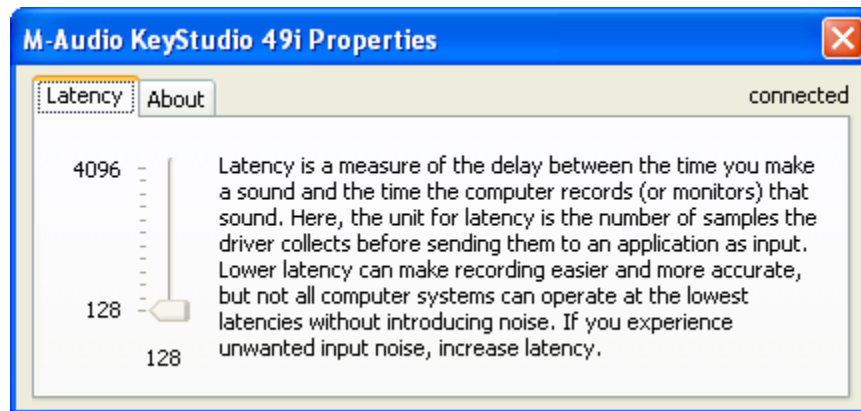 M-Audio KeyStudio 49i Properties
Latency
About
connected
4096
Latency is a measure of the delay between the time you make
a sound and the time the computer records (or monitors) that
sound. Here, the unit for latency is the number of samples the
driver collects before sending them to an application as input.
Lower latency can make recording easier and more accurate,
but not all computer systems can operate at the lowest
latencies without introducing noise. If you experience
unwanted input noise, increase latency.
128
128